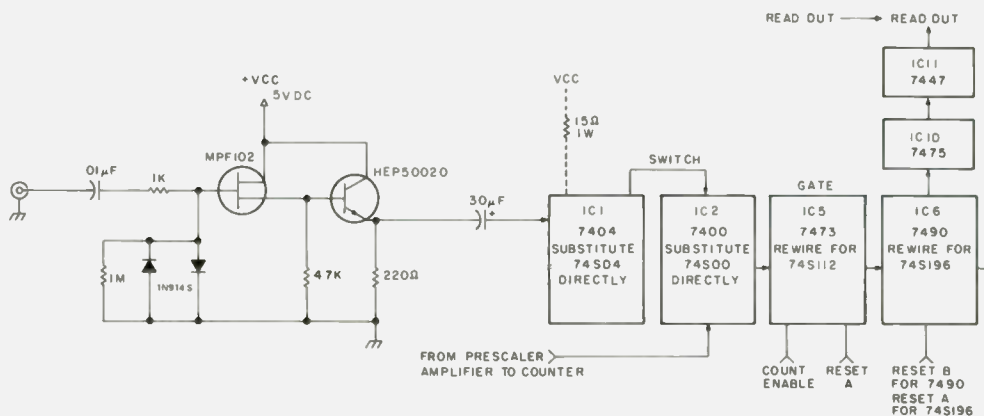 READ OUT → READ OUT
IC11
7447
IC10
7475
+VCC
5VDC
VCC
15Ω
1W
SWITCH
MPF102
HEP50020
.01µF
1K
30µF
+
GATE
IC1
7404
SUBSTITUTE
74S04
DIRECTLY
IC2
7400
SUBSTITUTE
74S00
DIRECTLY
IC5
7473
REWIRE FOR
74S112
IC6
7490
REWIRE FOR
74S196
1M
1N914S
47K
220Ω
FROM PRESCALER
AMPLIFIER TO COUNTER
COUNT
ENABLE
RESET
A
RESET B
FOR 7490
RESET A
FOR 74S196